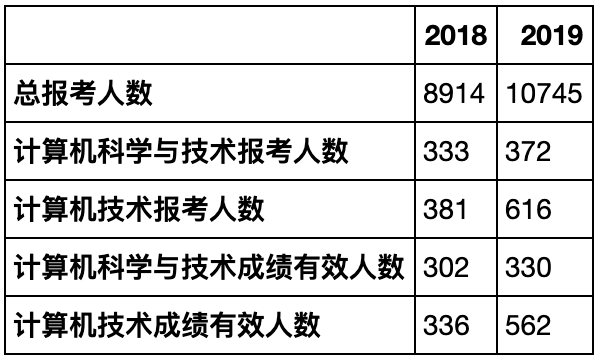 2018 2019
总报考人数 8914 10745
计算机科学与技术报考人数 333 372
计算机技术报考人数 381 616
计算机科学与技术成绩有效人数 302 330
计算机技术成绩有效人数 336 562